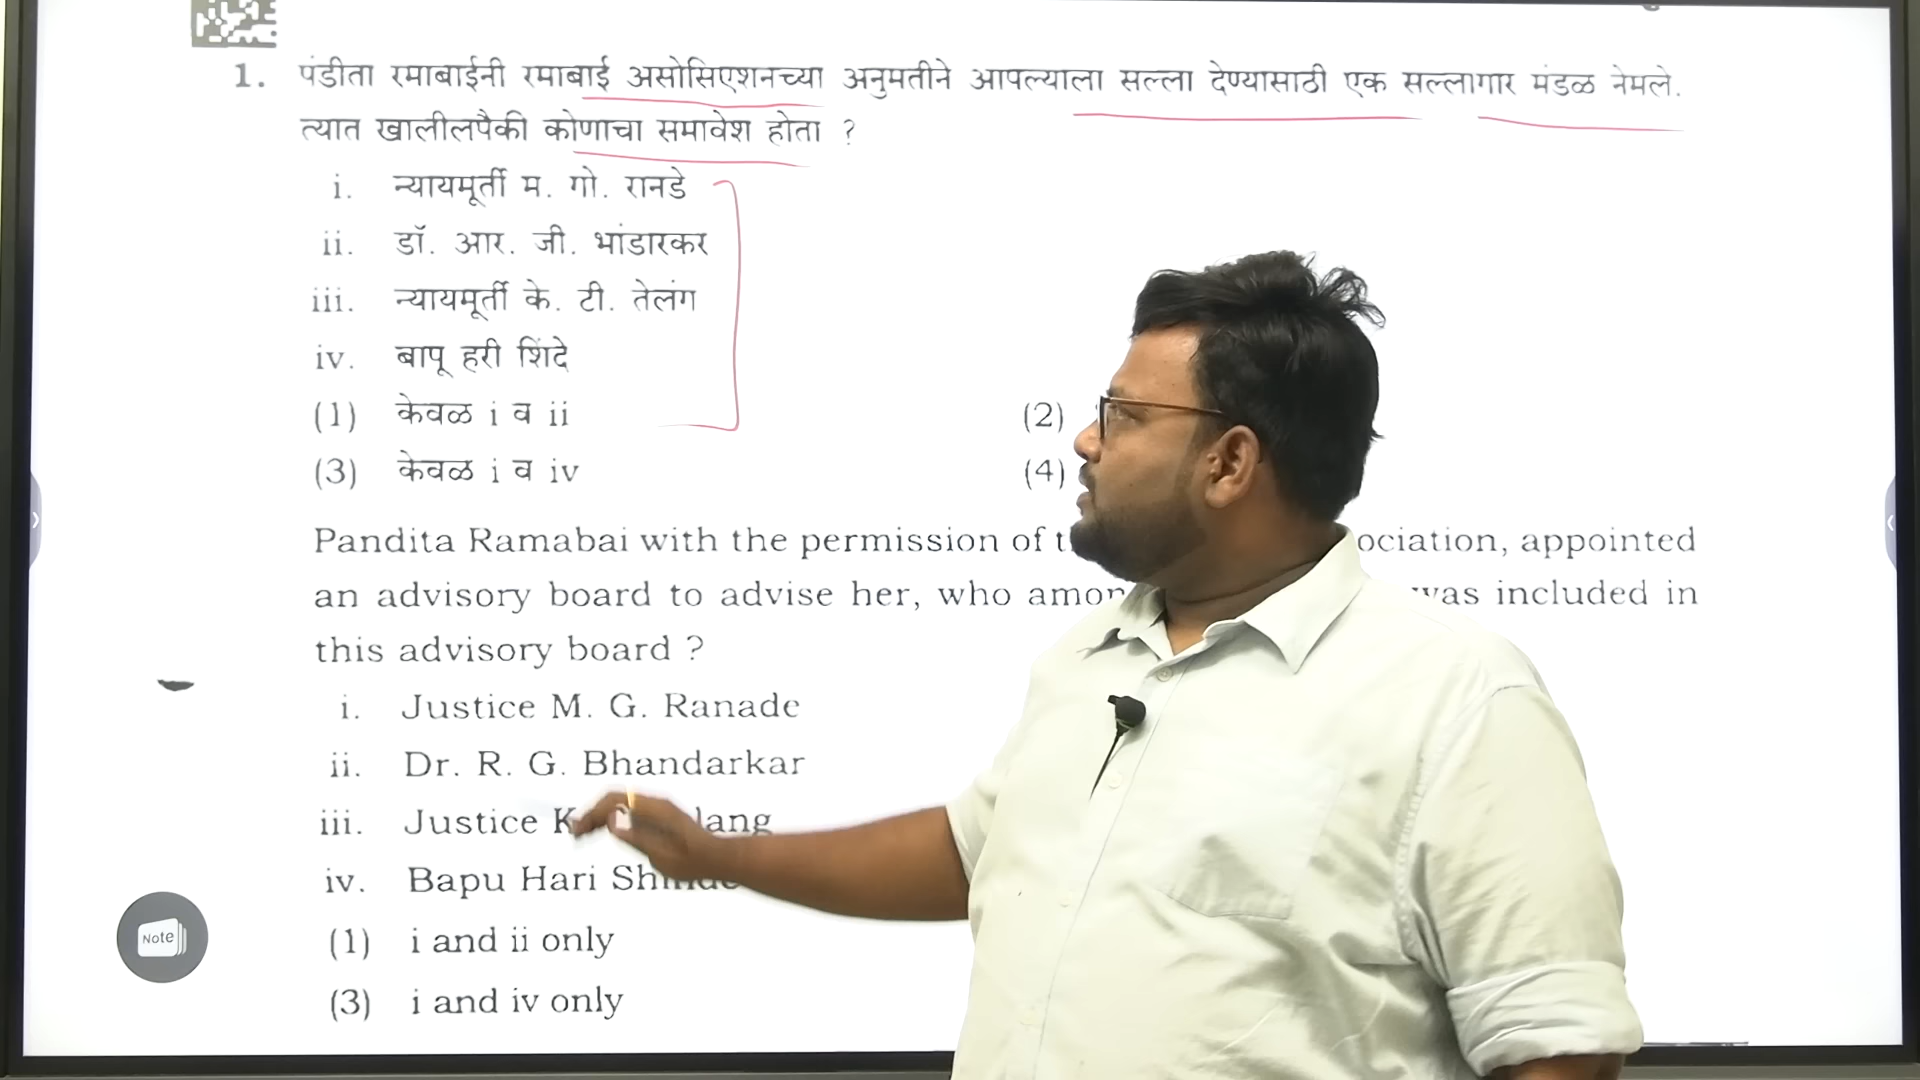 1. पंडीता रमाबाईनी रमाबाई असोसिएशनच्या अनुमतीने आपल्याला सल्ला देण्यासाठी एक सल्लागार मंडळ नेमले.
त्यात खालीलपैकी कोणाचा समावेश होता ?
i. न्यायमूर्ती म. गो. रानडे
ii. डॉ. आर. जी. भांडारकर
iii. न्यायमूर्ती के. टी. तेलंग
iv. बापू हरी शिंदे
(1) केवळ i व ii (2)
(3) केवळ i व iv (4)
Pandita Ramabai with the permission of appointed
an advisory board to advise her, who was included in
this advisory board ?
i. Justice M. G. Ranade
ii. Dr. R. G. Bhandarkar
iii. Justice
iv. Bapu Hari
(1) i and ii only
(3) i and iv only
Note